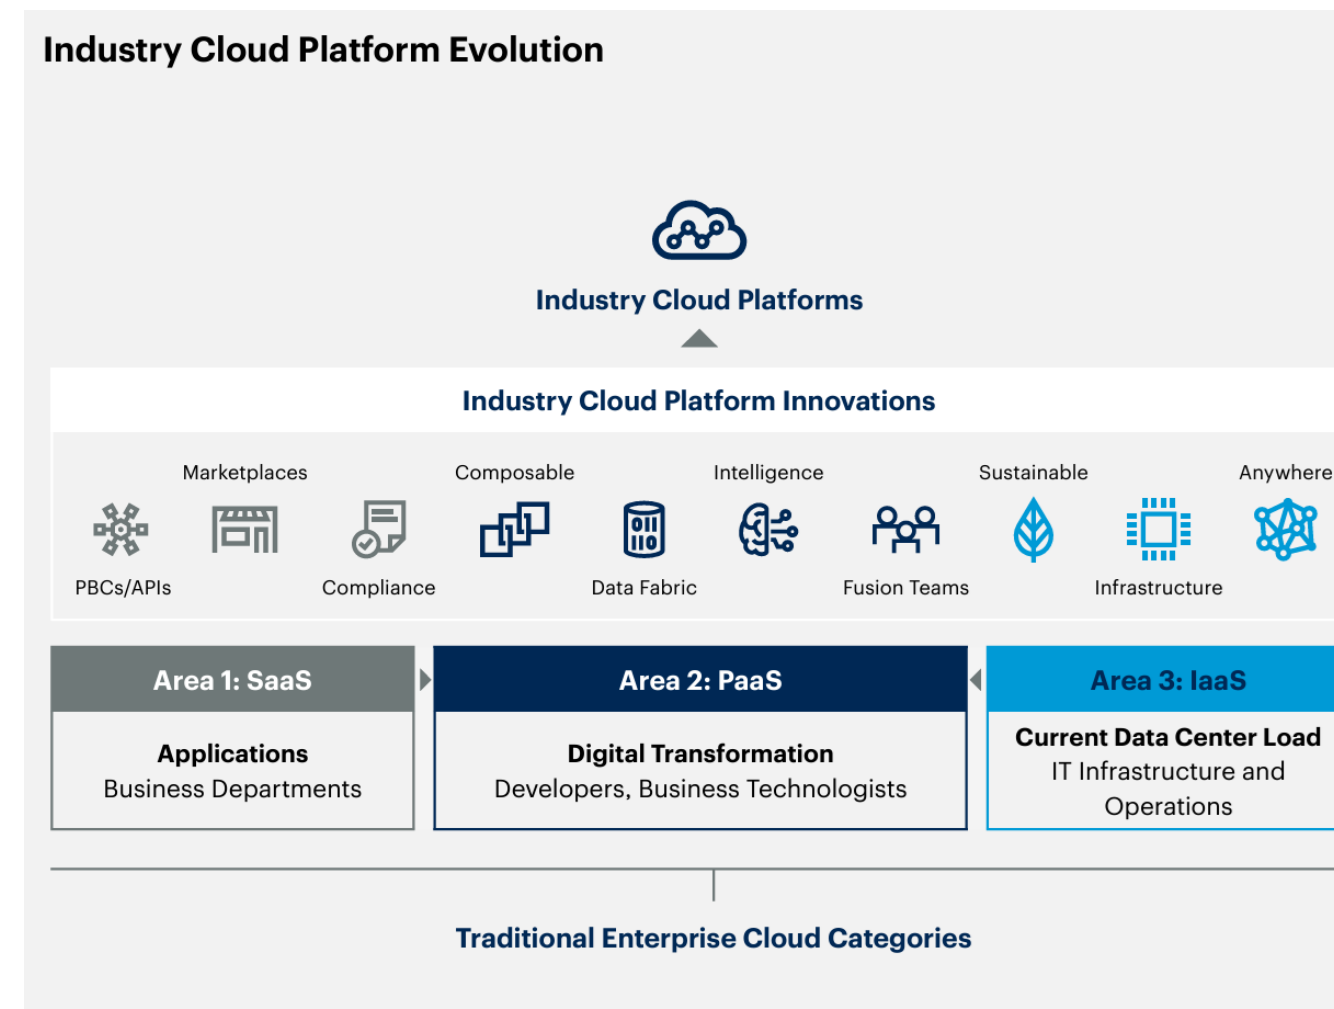 Industry Cloud Platform Evolution
Industry Cloud Platforms
Industry Cloud Platform Innovations
Marketplaces
Composable
Intelligence
Sustainable
Anywhere
PBCs/APIs
Compliance
Data Fabric
Fusion Teams
Infrastructure
Area 1: SaaS
Applications
Business Departments
Area 2: PaaS
Digital Transformation
Developers, Business Technologists
Area 3: IaaS
Current Data Center Load
IT Infrastructure and
Operations
Traditional Enterprise Cloud Categories